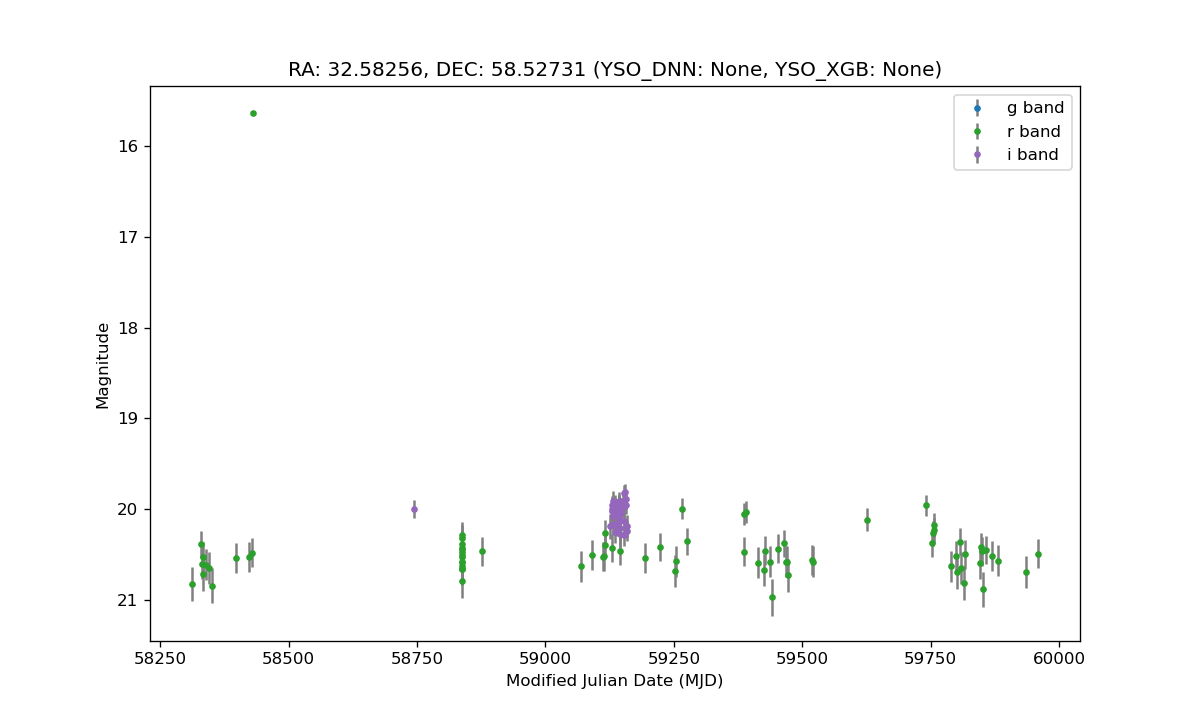 RA: 32.58256, DEC: 58.52731 (YSO_DNN: None, YSO_XGB: None)
g band
r band
i band
16
17
18
19
20
21
Magnitude
58250
58500
58750
59000
59250
59500
59750
60000
Modified Julian Date (MJD)